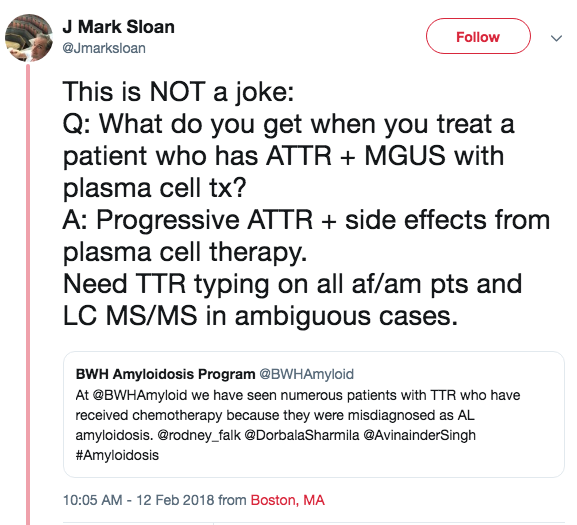 J Mark Sloan
@Jmarksloan
Follow
This is NOT a joke:
Q: What do you get when you treat a
patient who has ATTR + MGUS with
plasma cell tx?
A: Progressive ATTR + side effects from
plasma cell therapy.
Need TTR typing on all af/am pts and
LC MS/MS in ambiguous cases.
BWH Amyloidosis Program @BWHAmyloid
At @BWHAmyloid we have seen numerous patients with TTR who have
received chemotherapy because they were misdiagnosed as AL
amyloidosis. @rodney_falk @DorbalaSharmila @AvinainderSingh
#Amyloidosis
10:05 AM - 12 Feb 2018 from Boston, MA